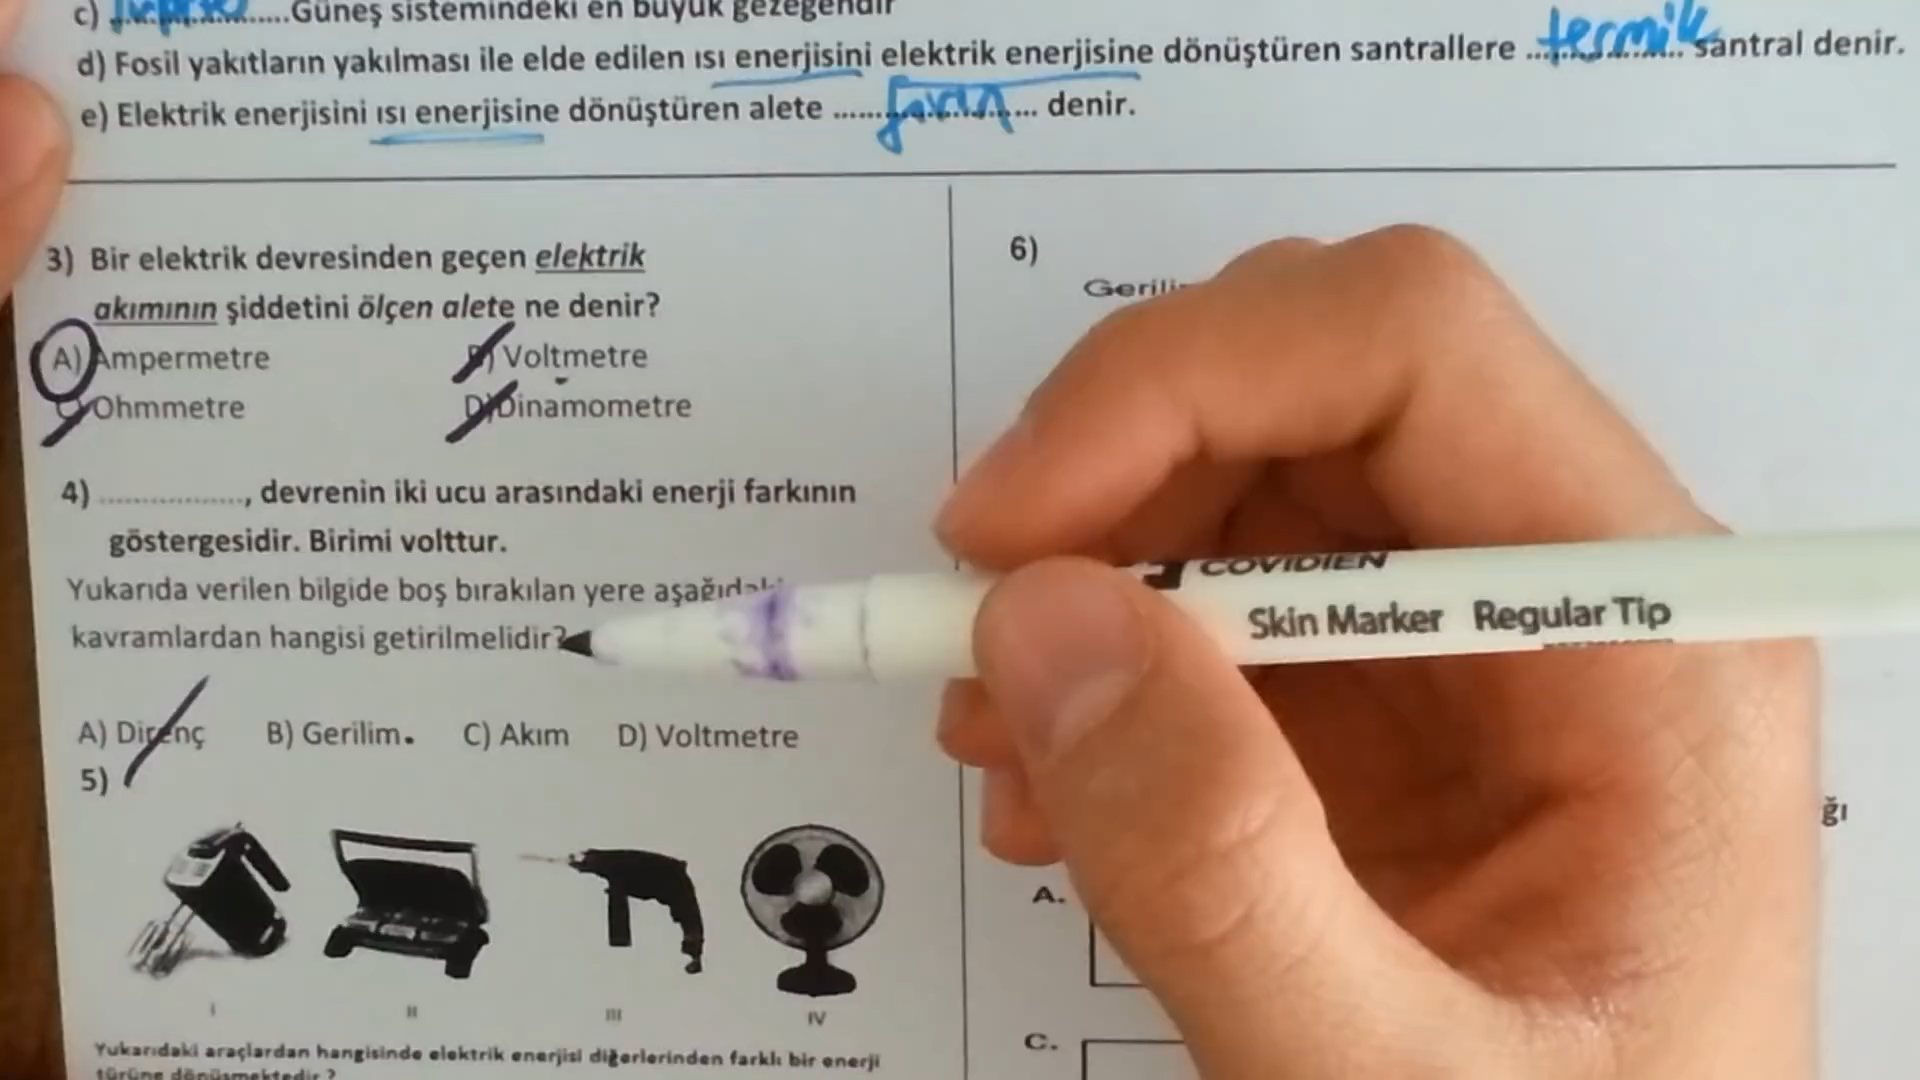 c) ....................Güneş sistemindeki en büyük gezegendir
d) Fosil yakıtların yakılması ile elde edilen ısı enerjisini elektrik enerjisine dönüştüren santrallere ...termik... santral denir.
e) Elektrik enerjisini ısı enerjisine dönüştüren alete ......fırın...... denir.
3) Bir elektrik devresinden geçen elektrik
akımının şiddetini ölçen alete ne denir?
A) Ampermetre B) Voltmetre
C) Ohmmetre D) Dinamometre
4) ................., devrenin iki ucu arasındaki enerji farkının
göstergesidir. Birimi volttur.
Yukarıda verilen bilgide boş bırakılan yere
kavramlardan hangisi getirilmelidir?
A) Direnç B) Gerilim C) Akım D) Voltmetre
5)
I II III IV
Yukarıdaki araçlardan hangisinde elektrik enerjisi diğerlerinden farklı bir enerji
türüne dönüşmektedir ?
6)
ğı
A.
C.
COVIDIEN
Skin Marker Regular Tip